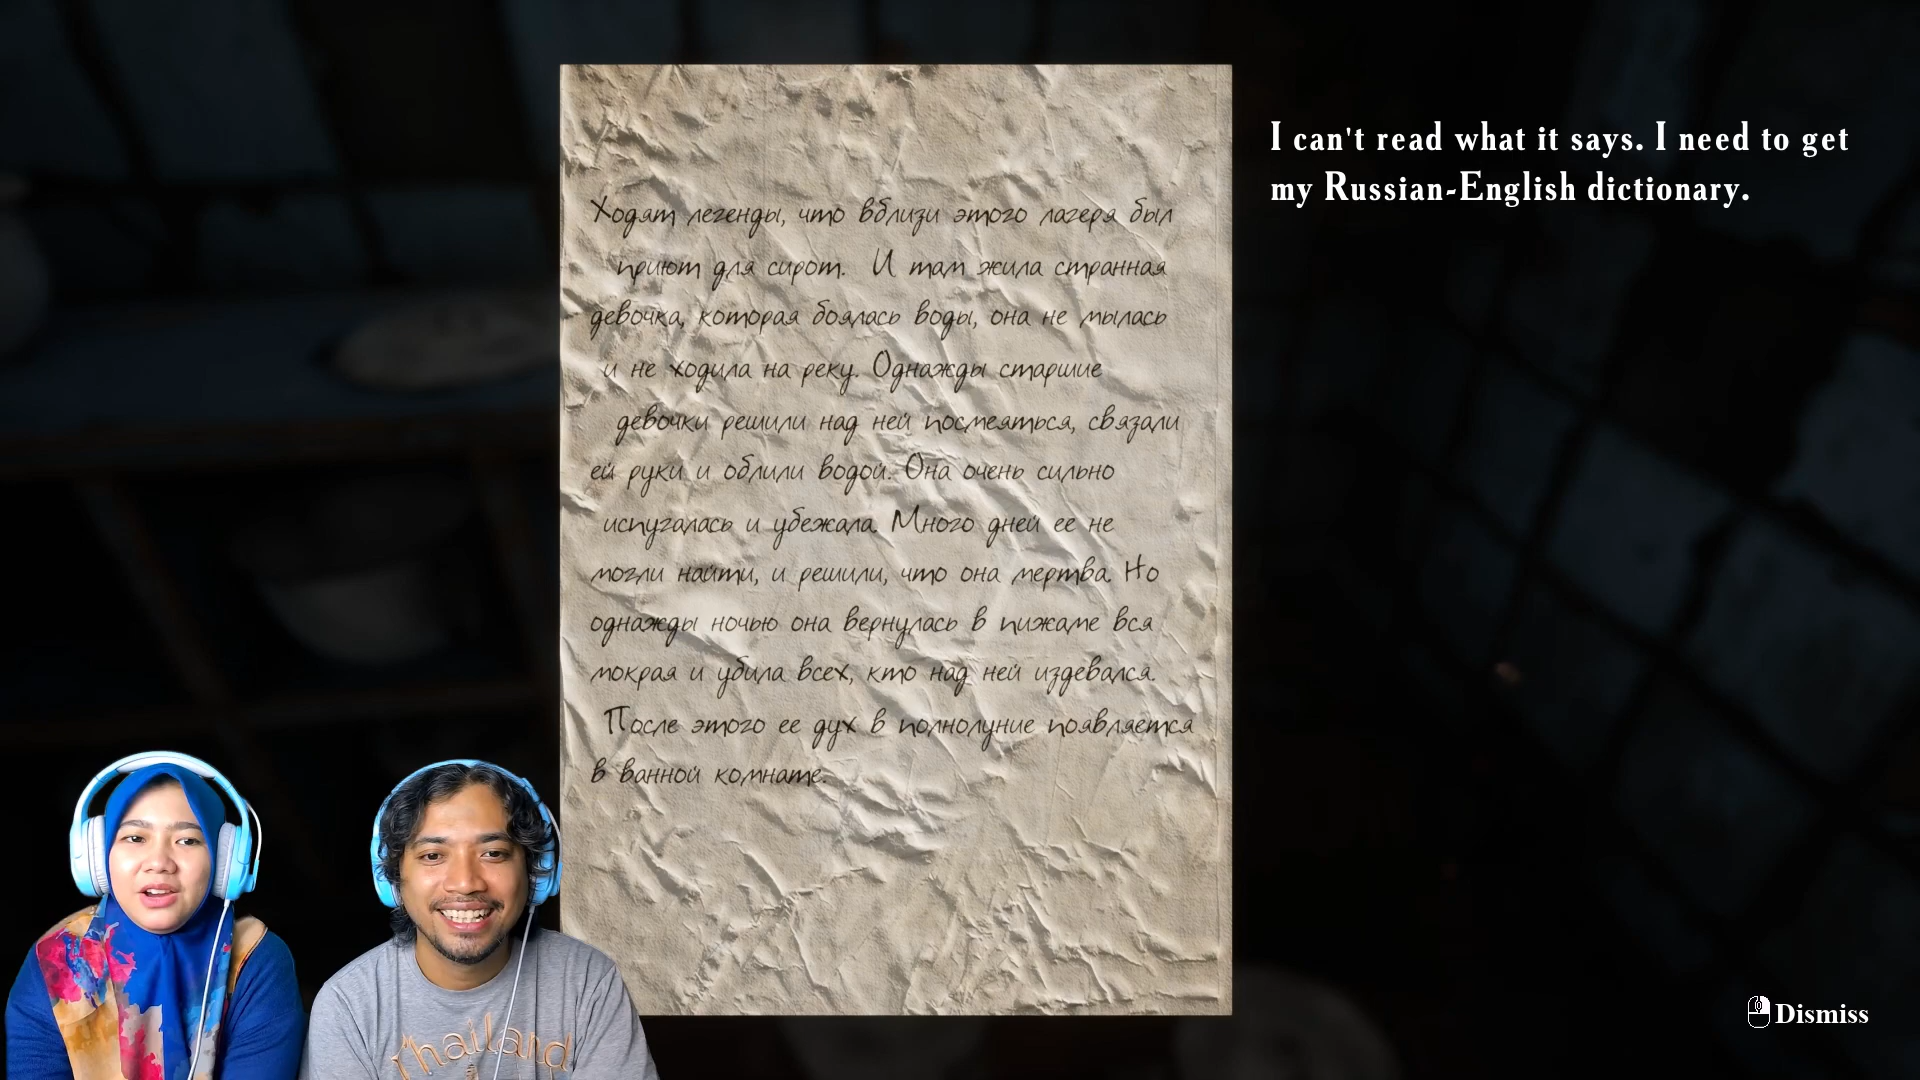 Ходят легенды, что вблизи этого лагеря был
приют для сирот. И там жила странная
девочка, которая боялась воды, она не мылась
и не ходила на реку. Однажды старшие
девочки решили над ней посмеяться, связали
ей руки и облили водой. Она очень сильно
испугалась и убежала. Много дней ее не
могли найти, и решили, что она мертва. Но
однажды ночью она вернулась в пижаме вся
мокрая и убила всех, кто над ней издевался.
После этого ее дух в полнолуние появляется
в ванной комнате.
I can't read what it says. I need to get
my Russian-English dictionary.
Thailand
Dismiss